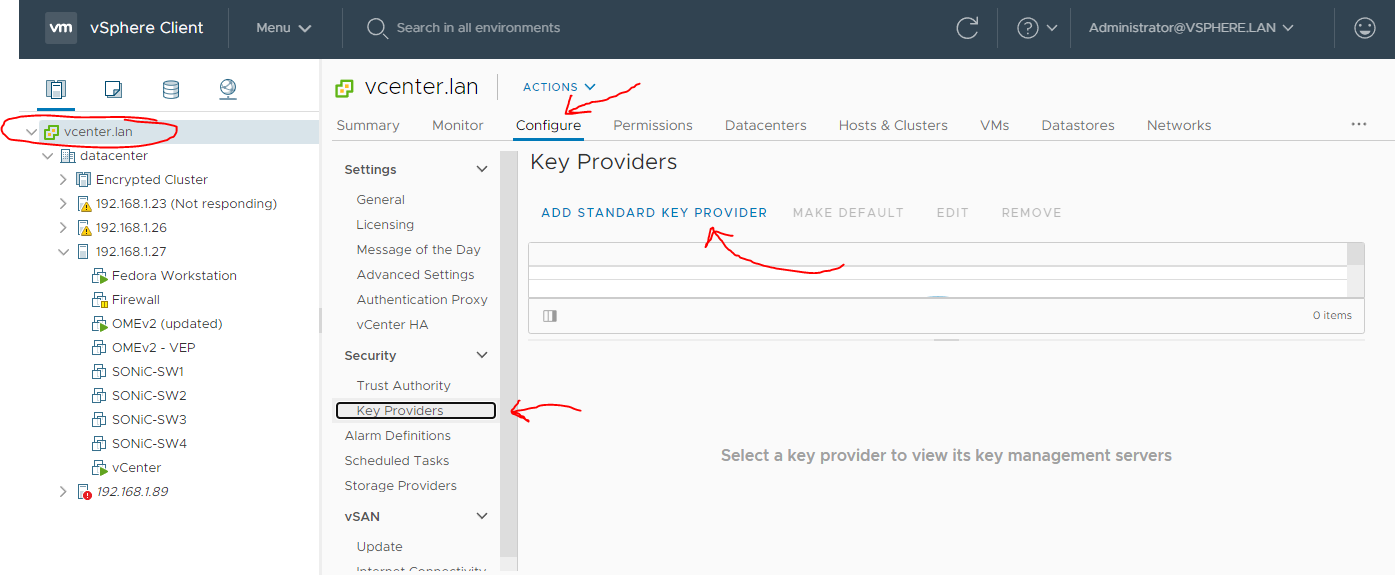 vm vSphere Client Menu Search in all environments Administrator@VSPHERE.LAN
vcenter.lan
datacenter
Encrypted Cluster
192.168.1.23 (Not responding)
192.168.1.26
192.168.1.27
Fedora Workstation
Firewall
OMEv2 (updated)
OMEv2 - VEP
SONiC-SW1
SONiC-SW2
SONiC-SW3
SONiC-SW4
vCenter
192.168.1.89
vcenter.lan ACTIONS
Summary Monitor Configure Permissions Datacenters Hosts & Clusters VMs Datastores Networks
Settings
General
Licensing
Message of the Day
Advanced Settings
Authentication Proxy
vCenter HA
Security
Trust Authority
Key Providers
Alarm Definitions
Scheduled Tasks
Storage Providers
vSAN
Update
Internet Connectivity
Key Providers
ADD STANDARD KEY PROVIDER MAKE DEFAULT EDIT REMOVE
0 items
Select a key provider to view its key management servers